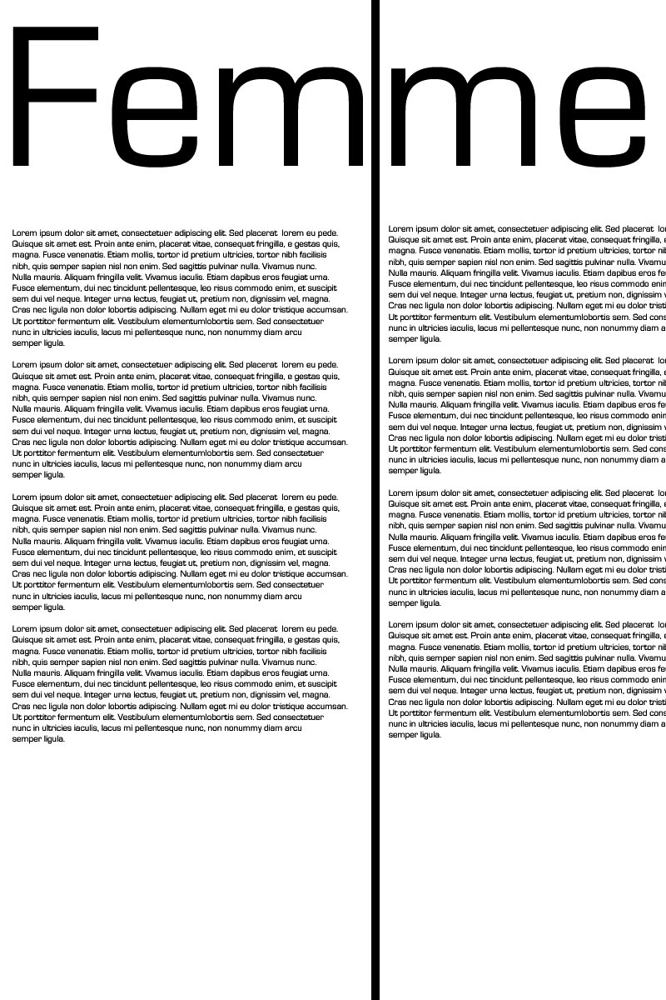 Femme
Lorem ipsum dolor sit amet, consectetuer adipiscing elit. Sed placerat lorem eu pede.
Quisque sit amet est. Proin ante enim, placerat vitae, consequat fringilla, e gestas quis,
magna. Fusce venenatis. Etiam mollis, tortor id pretium ultricies, tortor nibh facilisis
nibh, quis semper sapien nisl non enim. Sed sagittis pulvinar nulla. Vivamus nunc.
Nulla mauris. Aliquam fringilla velit. Vivamus iaculis. Etiam dapibus eros feugiat urna.
Fusce elementum, dui nec tincidunt pellentesque, leo risus commodo enim, et suscipit
sem dui vel neque. Integer urna lectus, feugiat ut, pretium non, dignissim vel, magna.
Cras nec ligula non dolor lobortis adipiscing. Nullam eget mi eu dolor tristique accumsan.
Ut porttitor fermentum elit. Vestibulum elementumlobortis sem. Sed consectetuer
nunc in ultricies iaculis, lacus mi pellentesque nunc, non nonummy diam arcu
semper ligula.
Lorem ipsum dolor sit amet, consectetuer adipiscing elit. Sed placerat lorem eu pede.
Quisque sit amet est. Proin ante enim, placerat vitae, consequat fringilla, e gestas quis,
magna. Fusce venenatis. Etiam mollis, tortor id pretium ultricies, tortor nibh facilisis
nibh, quis semper sapien nisl non enim. Sed sagittis pulvinar nulla. Vivamus nunc.
Nulla mauris. Aliquam fringilla velit. Vivamus iaculis. Etiam dapibus eros feugiat urna.
Fusce elementum, dui nec tincidunt pellentesque, leo risus commodo enim, et suscipit
sem dui vel neque. Integer urna lectus, feugiat ut, pretium non, dignissim vel, magna.
Cras nec ligula non dolor lobortis adipiscing. Nullam eget mi eu dolor tristique accumsan.
Ut porttitor fermentum elit. Vestibulum elementumlobortis sem. Sed consectetuer
nunc in ultricies iaculis, lacus mi pellentesque nunc, non nonummy diam arcu
semper ligula.
Lorem ipsum dolor sit amet, consectetuer adipiscing elit. Sed placerat lorem eu pede.
Quisque sit amet est. Proin ante enim, placerat vitae, consequat fringilla, e gestas quis,
magna. Fusce venenatis. Etiam mollis, tortor id pretium ultricies, tortor nibh facilisis
nibh, quis semper sapien nisl non enim. Sed sagittis pulvinar nulla. Vivamus nunc.
Nulla mauris. Aliquam fringilla velit. Vivamus iaculis. Etiam dapibus eros feugiat urna.
Fusce elementum, dui nec tincidunt pellentesque, leo risus commodo enim, et suscipit
sem dui vel neque. Integer urna lectus, feugiat ut, pretium non, dignissim vel, magna.
Cras nec ligula non dolor lobortis adipiscing. Nullam eget mi eu dolor tristique accumsan.
Ut porttitor fermentum elit. Vestibulum elementumlobortis sem. Sed consectetuer
nunc in ultricies iaculis, lacus mi pellentesque nunc, non nonummy diam arcu
semper ligula.
Lorem ipsum dolor sit amet, consectetuer adipiscing elit. Sed placerat lorem eu pede.
Quisque sit amet est. Proin ante enim, placerat vitae, consequat fringilla, e gestas quis,
magna. Fusce venenatis. Etiam mollis, tortor id pretium ultricies, tortor nibh facilisis
nibh, quis semper sapien nisl non enim. Sed sagittis pulvinar nulla. Vivamus nunc.
Nulla mauris. Aliquam fringilla velit. Vivamus iaculis. Etiam dapibus eros feugiat urna.
Fusce elementum, dui nec tincidunt pellentesque, leo risus commodo enim, et suscipit
sem dui vel neque. Integer urna lectus, feugiat ut, pretium non, dignissim vel, magna.
Cras nec ligula non dolor lobortis adipiscing. Nullam eget mi eu dolor tristique accumsan.
Ut porttitor fermentum elit. Vestibulum elementumlobortis sem. Sed consectetuer
nunc in ultricies iaculis, lacus mi pellentesque nunc, non nonummy diam arcu
semper ligula.
Lorem ipsum dolor sit amet, consectetuer adipiscing elit. Sed placerat lo
Quisque sit amet est. Proin ante enim, placerat vitae, consequat fringilla, e
magna. Fusce venenatis. Etiam mollis, tortor id pretium ultricies, tortor nib
nibh, quis semper sapien nisl non enim. Sed sagittis pulvinar nulla. Vivamu
Nulla mauris. Aliquam fringilla velit. Vivamus iaculis. Etiam dapibus eros fe
Fusce elementum, dui nec tincidunt pellentesque, leo risus commodo enim
sem dui vel neque. Integer urna lectus, feugiat ut, pretium non, dignissim v
Cras nec ligula non dolor lobortis adipiscing. Nullam eget mi eu dolor tristi
Ut porttitor fermentum elit. Vestibulum elementumlobortis sem. Sed cons
nunc in ultricies iaculis, lacus mi pellentesque nunc, non nonummy diam a
semper ligula.
Lorem ipsum dolor sit amet, consectetuer adipiscing elit. Sed placerat lo
Quisque sit amet est. Proin ante enim, placerat vitae, consequat fringilla, e
magna. Fusce venenatis. Etiam mollis, tortor id pretium ultricies, tortor nib
nibh, quis semper sapien nisl non enim. Sed sagittis pulvinar nulla. Vivamu
Nulla mauris. Aliquam fringilla velit. Vivamus iaculis. Etiam dapibus eros fe
Fusce elementum, dui nec tincidunt pellentesque, leo risus commodo enim
sem dui vel neque. Integer urna lectus, feugiat ut, pretium non, dignissim v
Cras nec ligula non dolor lobortis adipiscing. Nullam eget mi eu dolor tristi
Ut porttitor fermentum elit. Vestibulum elementumlobortis sem. Sed cons
nunc in ultricies iaculis, lacus mi pellentesque nunc, non nonummy diam a
semper ligula.
Lorem ipsum dolor sit amet, consectetuer adipiscing elit. Sed placerat lo
Quisque sit amet est. Proin ante enim, placerat vitae, consequat fringilla, e
magna. Fusce venenatis. Etiam mollis, tortor id pretium ultricies, tortor nib
nibh, quis semper sapien nisl non enim. Sed sagittis pulvinar nulla. Vivamu
Nulla mauris. Aliquam fringilla velit. Vivamus iaculis. Etiam dapibus eros fe
Fusce elementum, dui nec tincidunt pellentesque, leo risus commodo enim
sem dui vel neque. Integer urna lectus, feugiat ut, pretium non, dignissim v
Cras nec ligula non dolor lobortis adipiscing. Nullam eget mi eu dolor tristi
Ut porttitor fermentum elit. Vestibulum elementumlobortis sem. Sed cons
nunc in ultricies iaculis, lacus mi pellentesque nunc, non nonummy diam a
semper ligula.
Lorem ipsum dolor sit amet, consectetuer adipiscing elit. Sed placerat lo
Quisque sit amet est. Proin ante enim, placerat vitae, consequat fringilla, e
magna. Fusce venenatis. Etiam mollis, tortor id pretium ultricies, tortor nib
nibh, quis semper sapien nisl non enim. Sed sagittis pulvinar nulla. Vivamu
Nulla mauris. Aliquam fringilla velit. Vivamus iaculis. Etiam dapibus eros fe
Fusce elementum, dui nec tincidunt pellentesque, leo risus commodo enim
sem dui vel neque. Integer urna lectus, feugiat ut, pretium non, dignissim v
Cras nec ligula non dolor lobortis adipiscing. Nullam eget mi eu dolor tristi
Ut porttitor fermentum elit. Vestibulum elementumlobortis sem. Sed cons
nunc in ultricies iaculis, lacus mi pellentesque nunc, non nonummy diam a
semper ligula.